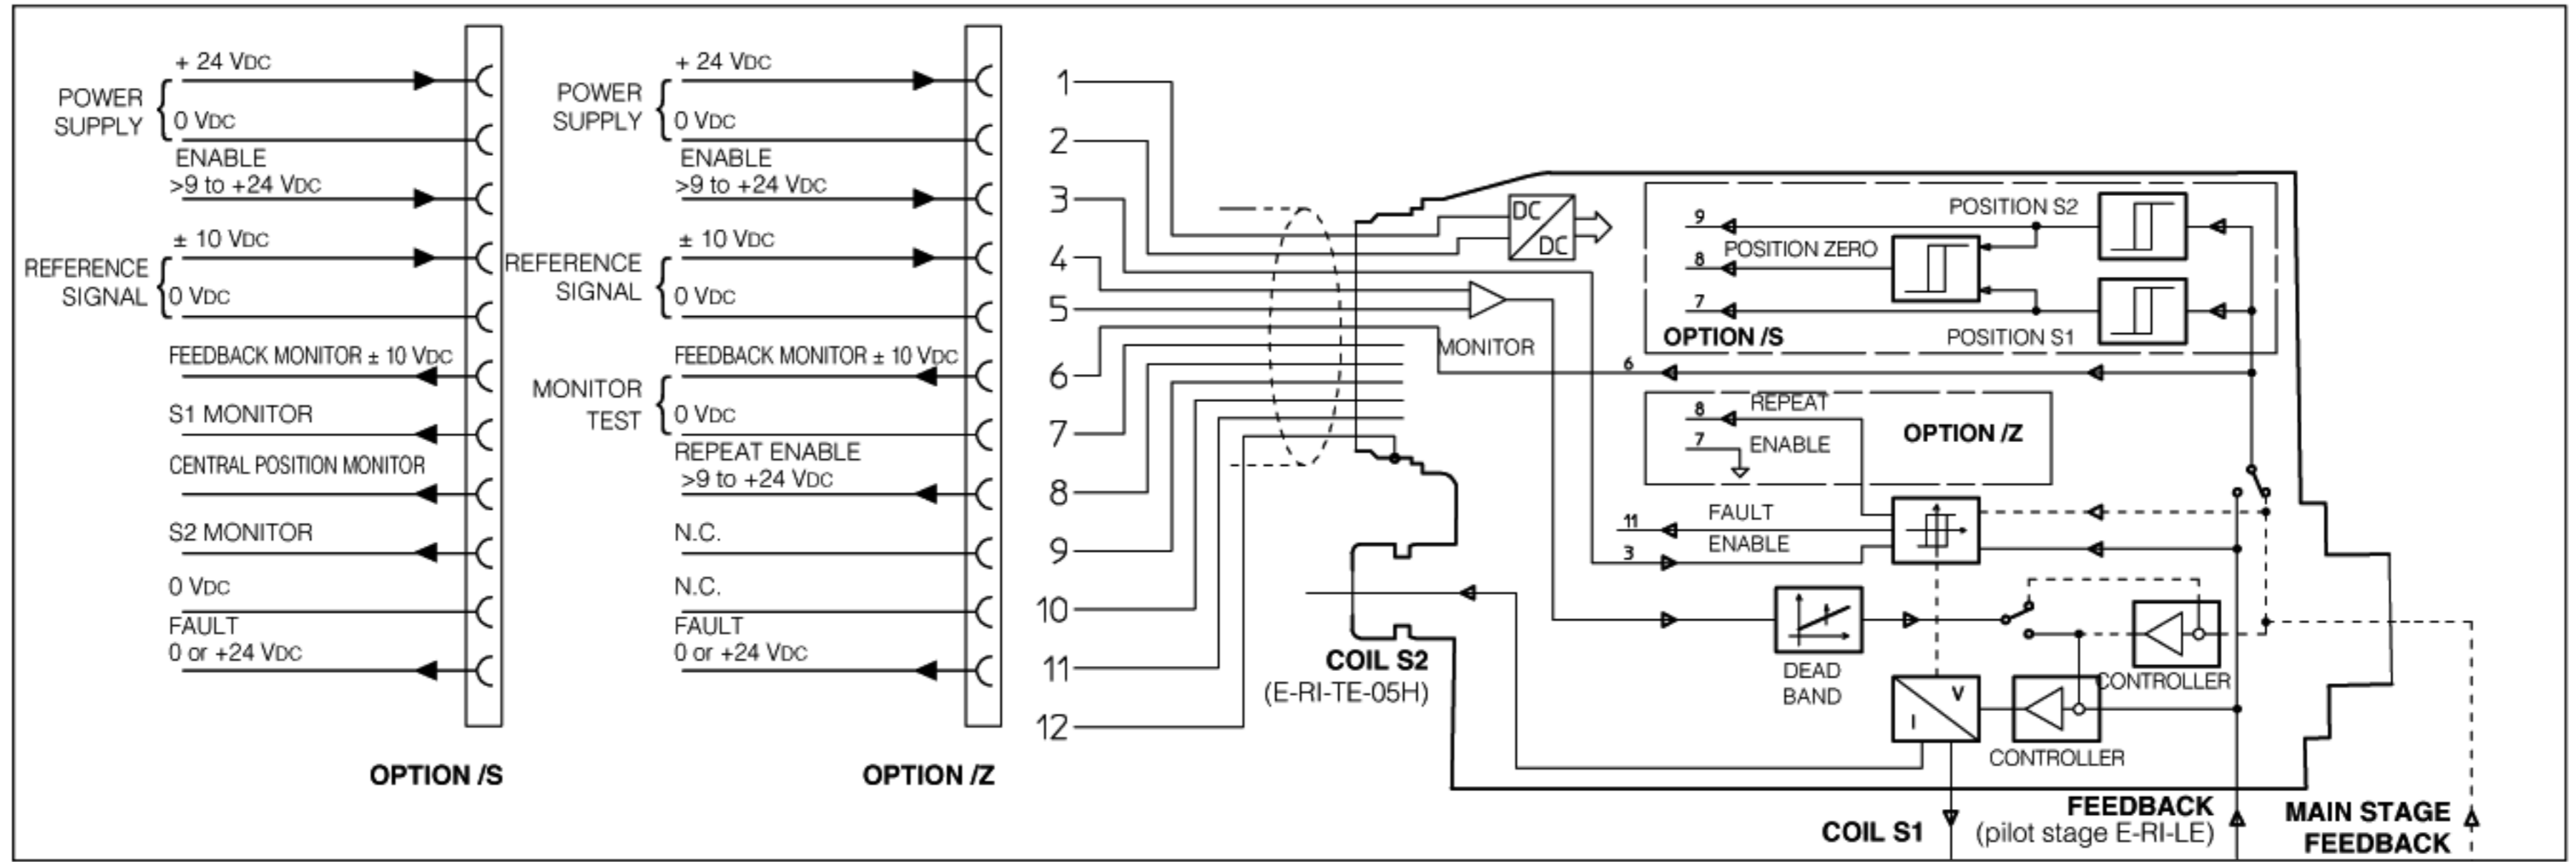 + 24 VDC
POWER
SUPPLY
0 VDC
ENABLE
>9 to +24 VDC
± 10 VDC
REFERENCE
SIGNAL
0 VDC
FEEDBACK MONITOR ± 10 VDC
S1 MONITOR
CENTRAL POSITION MONITOR
S2 MONITOR
0 VDC
FAULT
0 or +24 VDC
OPTION /S
+ 24 VDC
POWER
SUPPLY
0 VDC
ENABLE
>9 to +24 VDC
± 10 VDC
REFERENCE
SIGNAL
0 VDC
FEEDBACK MONITOR ± 10 VDC
MONITOR
TEST
0 VDC
REPEAT ENABLE
>9 to +24 VDC
N.C.
N.C.
FAULT
0 or +24 VDC
OPTION /Z
1
2
3
4
5
6
7
8
9
10
11
12
DC
DC
MONITOR
9
POSITION S2
8
POSITION ZERO
7
POSITION S1
OPTION /S
6
8
REPEAT
7
ENABLE
OPTION /Z
11
FAULT
3
ENABLE
COIL S2
(E-RI-TE-05H)
DEAD
BAND
CONTROLLER
V
I
CONTROLLER
COIL S1
FEEDBACK
(pilot stage E-RI-LE)
MAIN STAGE
FEEDBACK